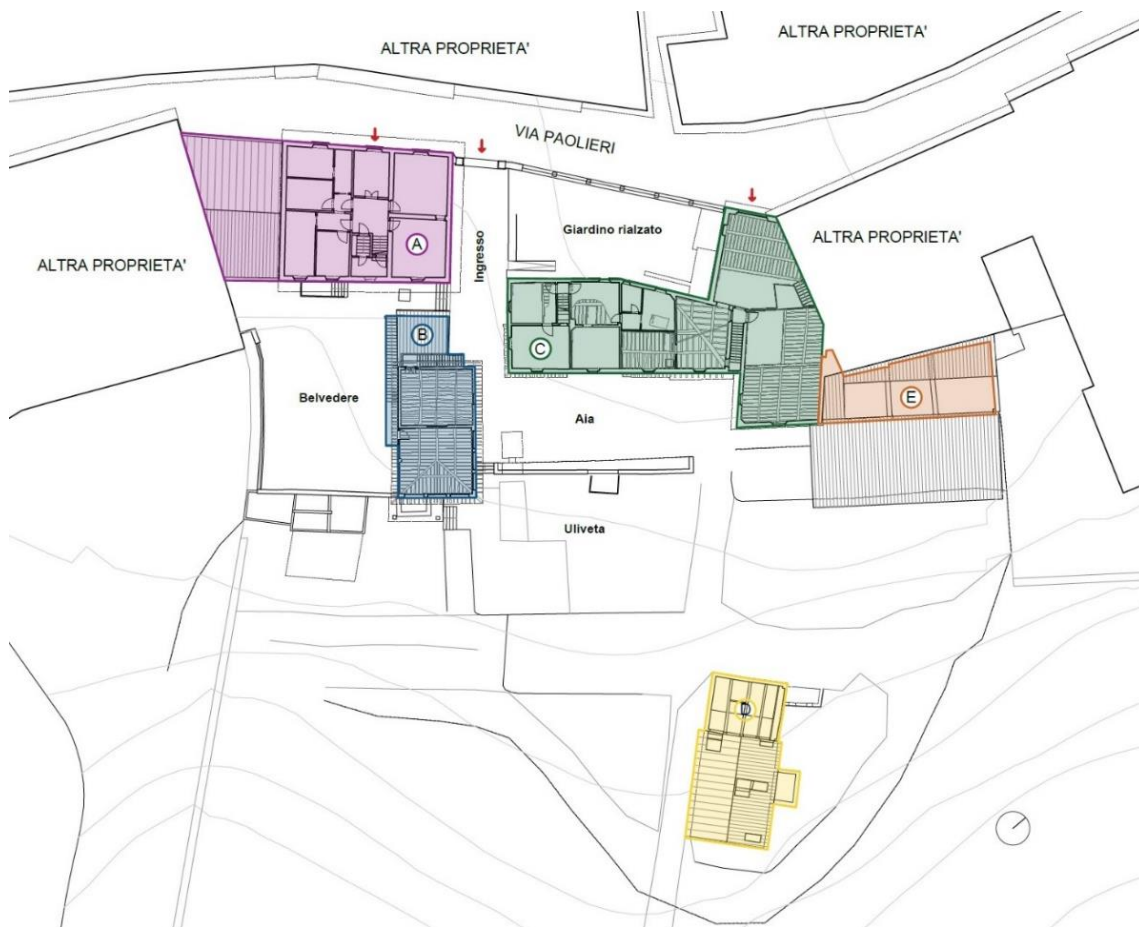 ALTRA PROPRIETA'
ALTRA PROPRIETA'
VIA PAOLIERI
Giardino rialzato
ALTRA PROPRIETA'
A
Ingresso
ALTRA PROPRIETA'
B
C
Belvedere
E
Aia
Uliveta
D